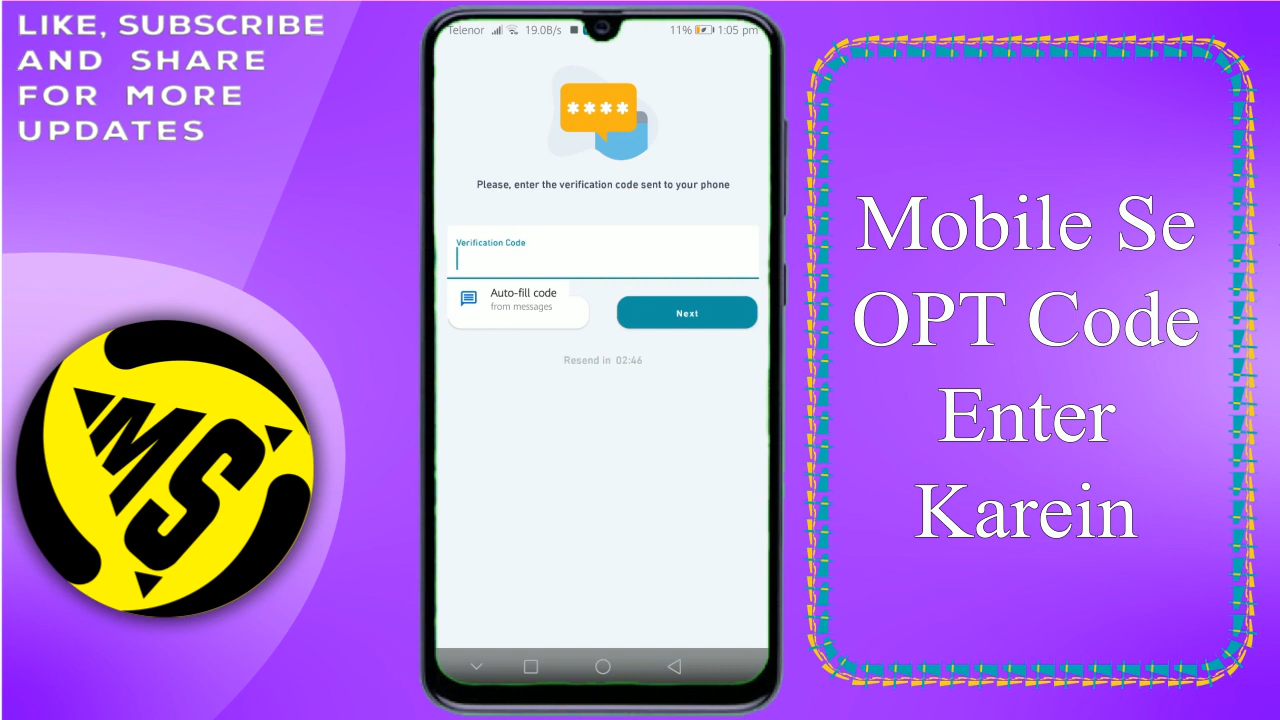 LIKE, SUBSCRIBE
AND SHARE
FOR MORE
UPDATES
MS
Telenor 19.0B/s 11% 1:05 pm
****
Please, enter the verification code sent to your phone
Verification Code
Auto-fill code
from messages
Next
Resend in 02:46
Mobile Se
OPT Code
Enter
Karein